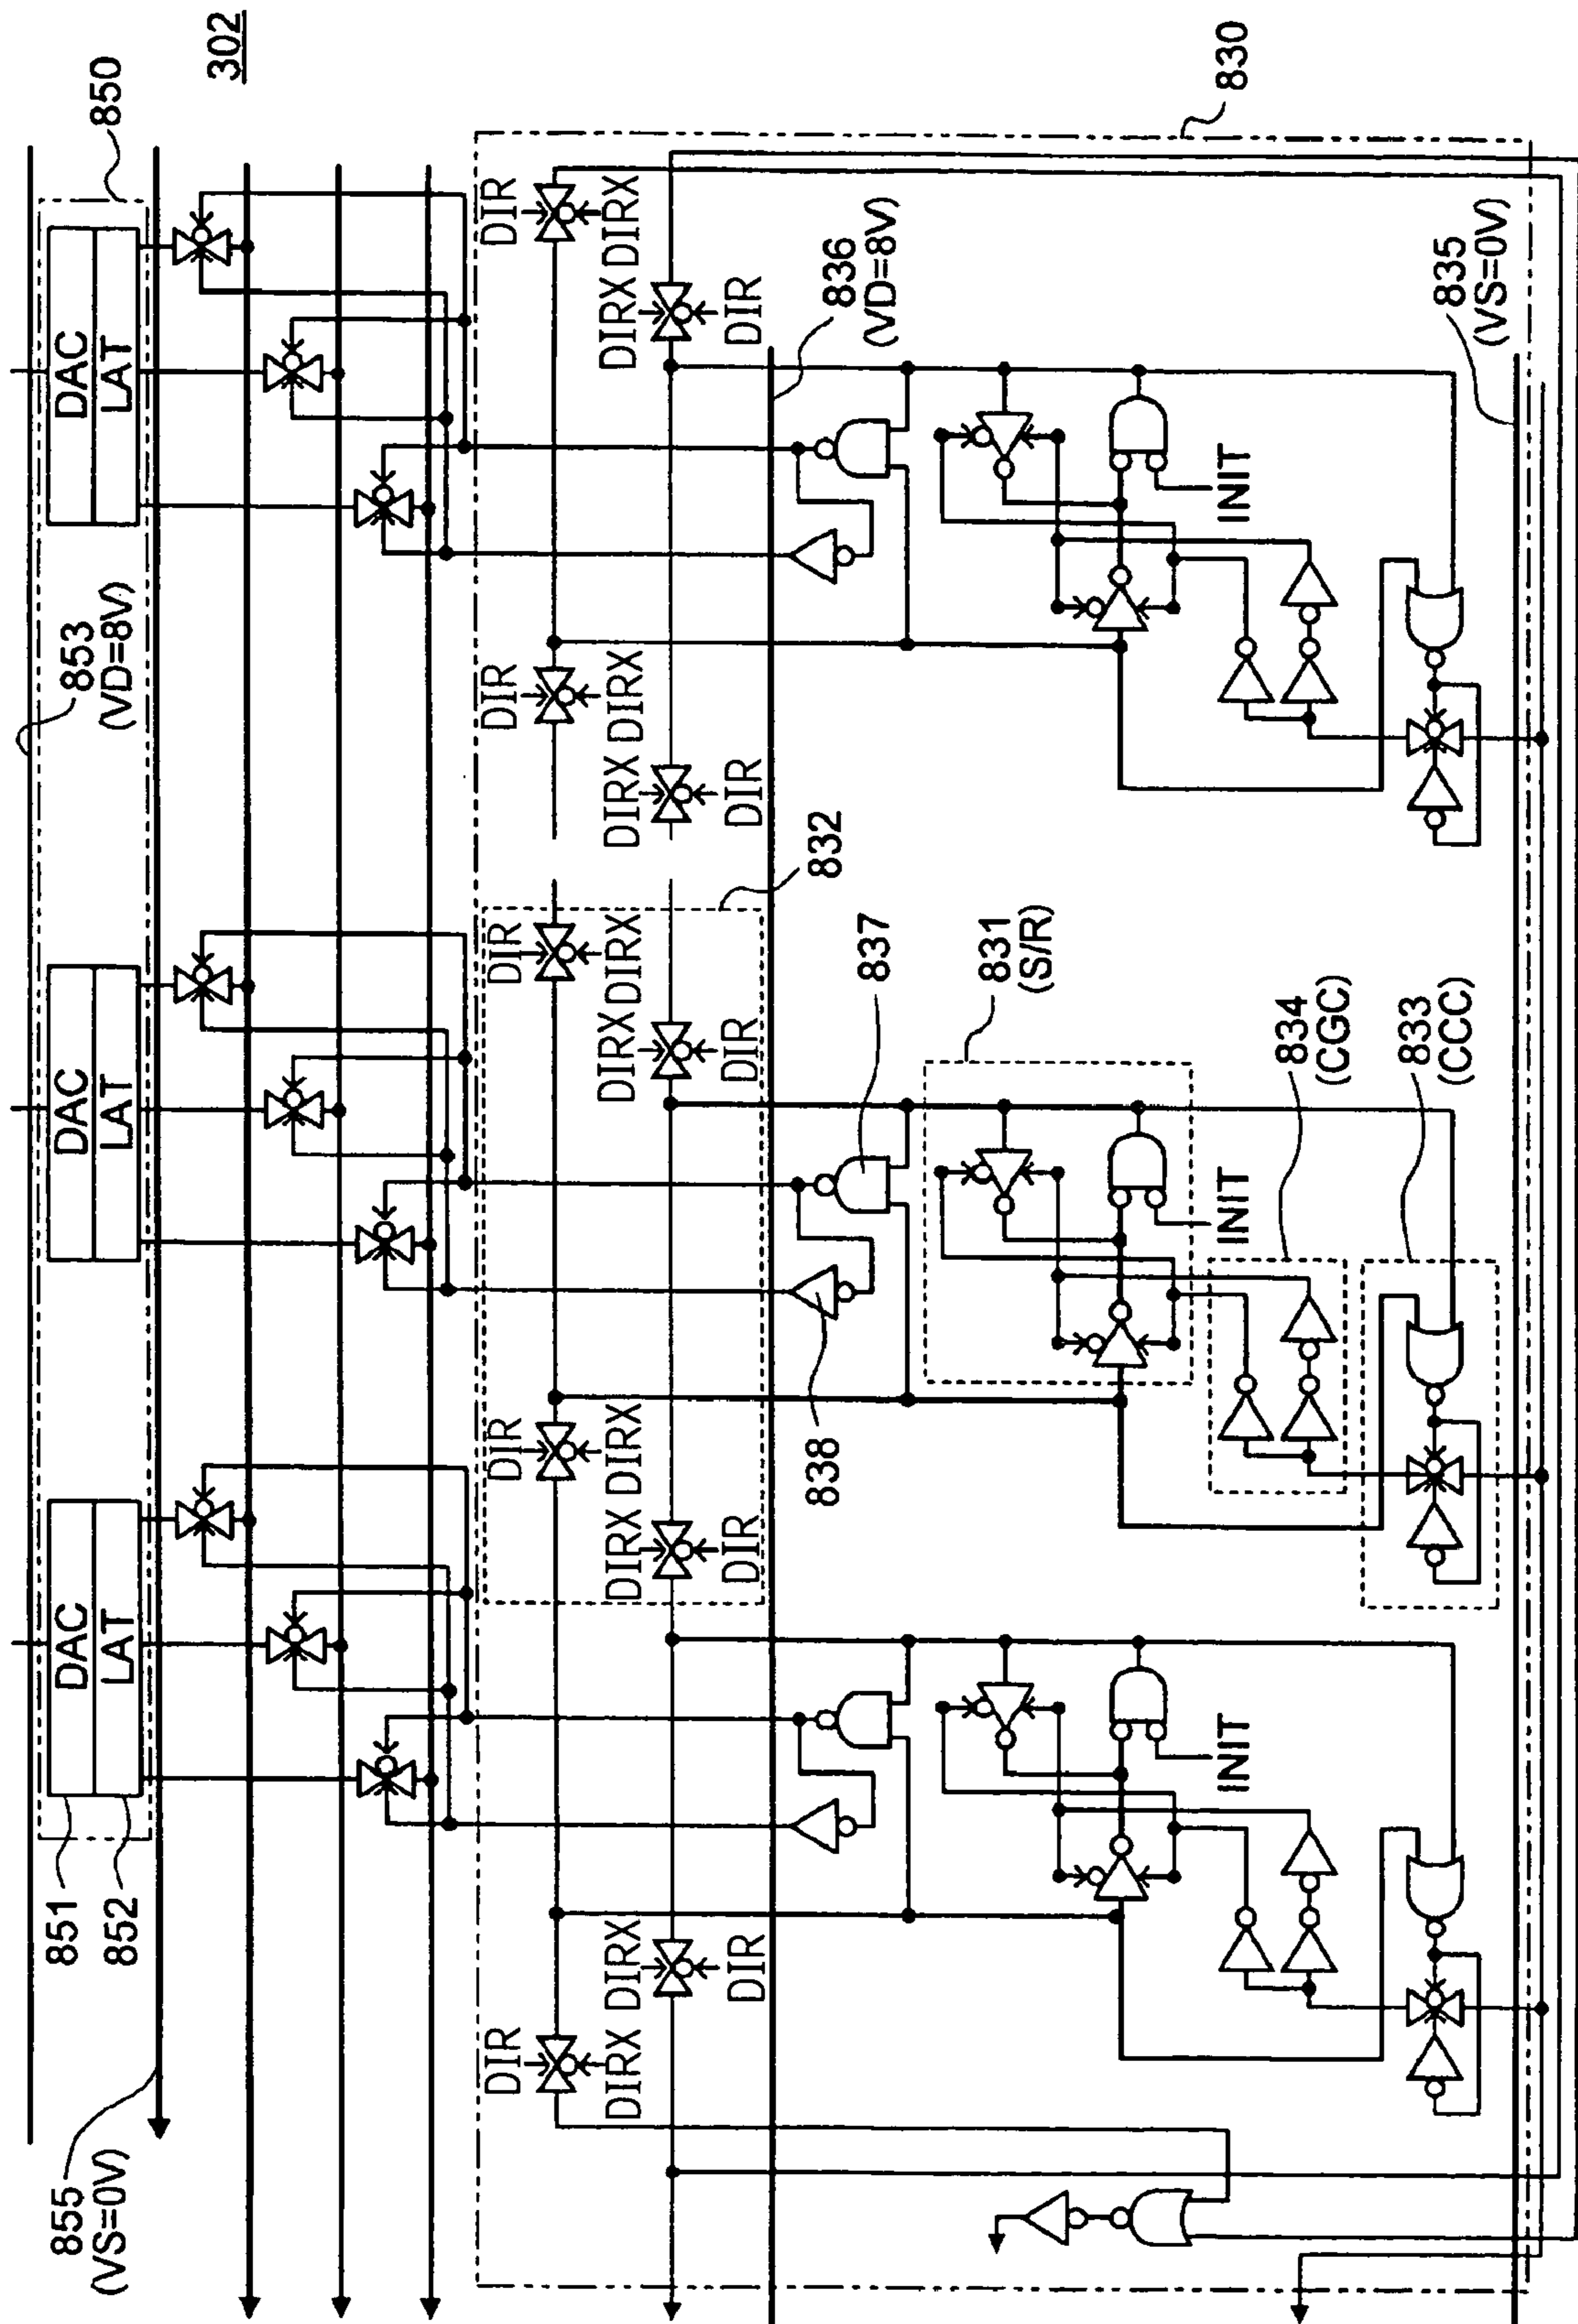 302
850
853
(VD=8V)
851
852
855
(VS=0V)
DAC
LAT
DAC
LAT
DAC
LAT
830
DIR
DIRX
DIRX
DIR
DIR
DIRX
DIRX
DIR
DIR
DIRX
DIRX
DIR
DIR
DIRX
DIRX
DIR
DIR
DIRX
DIRX
DIR
832
836
(VD=8V)
837
838
831
(S/R)
INIT
INIT
INIT
834
(CGC)
833
(CCC)
835
(VS=0V)